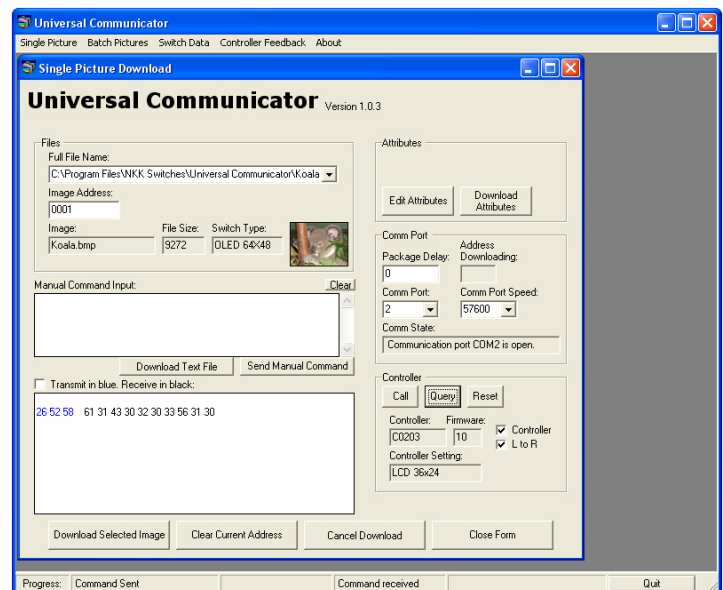 Universal Communicator
Single Picture Batch Pictures Switch Data Controller Feedback About
Single Picture Download
Universal Communicator Version 1.0.3
Files
Full File Name:
C:\Program Files\NKK Switches\Universal Communicator\Koala
Image Address:
0001
Image: File Size: Switch Type:
Koala.bmp 9272 OLED 64X48
Attributes
Edit Attributes Download Attributes
Comm Port
Package Delay: Address Downloading:
0
Comm Port: Comm Port Speed:
2 57600
Comm State:
Communication port COM2 is open.
Manual Command Input: Clear
Download Text File Send Manual Command
Transmit in blue. Receive in black:
26 52 58 61 31 43 30 32 30 33 56 31 30
Controller
Call Query Reset
Controller: Firmware:
C0203 10 Controller
L to R
Controller Setting:
LCD 36x24
Download Selected Image Clear Current Address Cancel Download Close Form
Progress: Command Sent Command received Quit